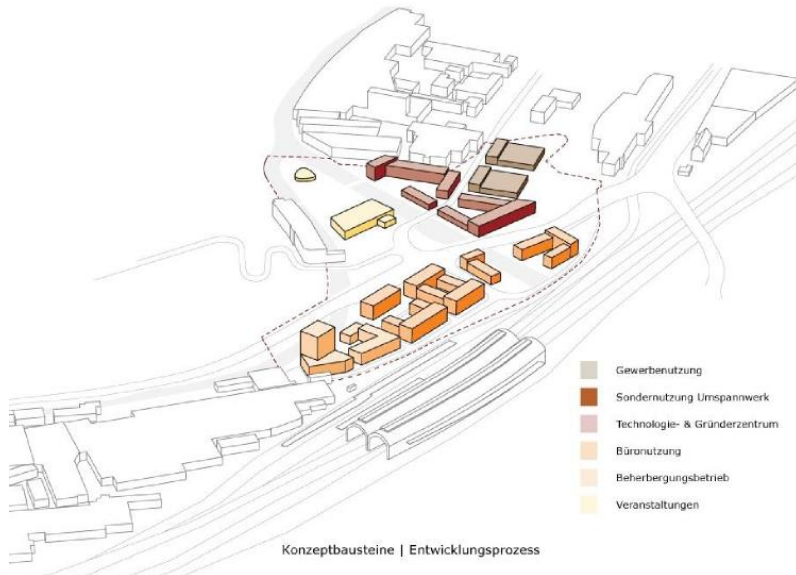 Gewerbenutzung
Sondernutzung Umspannwerk
Technologie- & Gründerzentrum
Büronutzung
Beherbergungsbetrieb
Veranstaltungen
Konzeptbausteine | Entwicklungsprozess